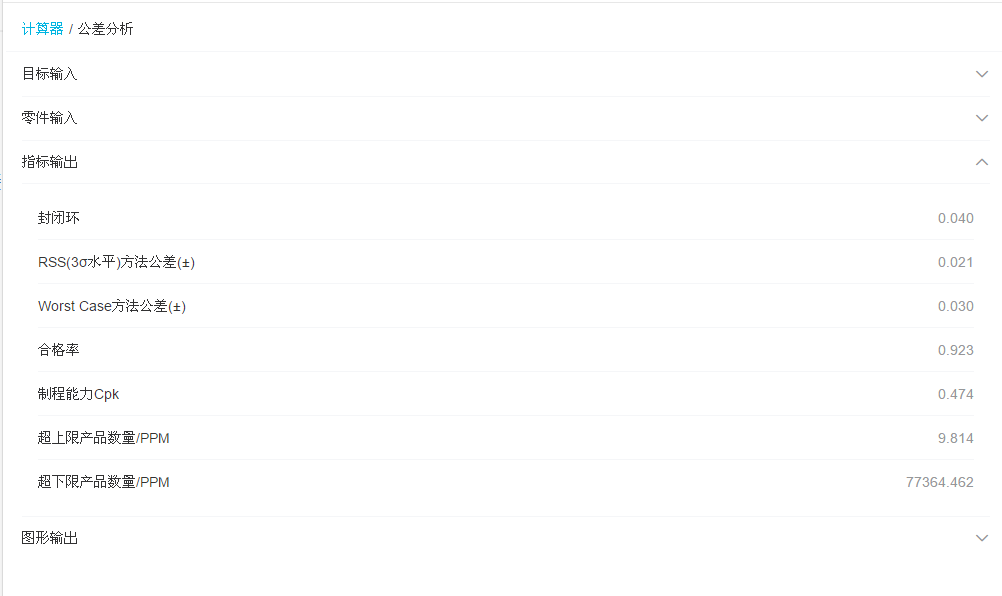 计算器 / 公差分析
目标输入
零件输入
指标输出
封闭环 0.040
RSS(3σ水平)方法公差(±) 0.021
Worst Case方法公差(±) 0.030
合格率 0.923
制程能力Cpk 0.474
超上限产品数量/PPM 9.814
超下限产品数量/PPM 77364.462
图形输出